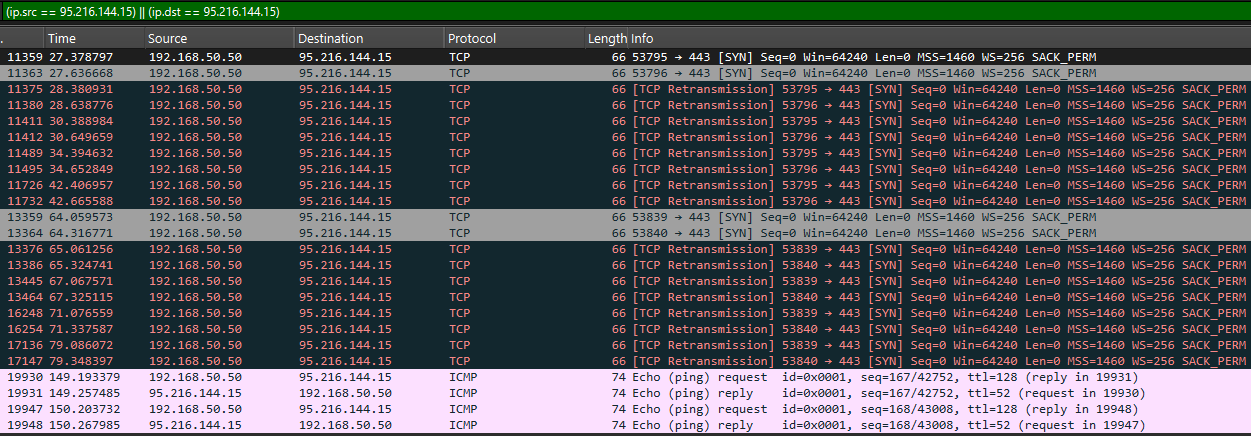 (ip.src == 95.216.144.15) || (ip.dst == 95.216.144.15)
. Time Source Destination Protocol Length Info
11359 27.378797 192.168.50.50 95.216.144.15 TCP 66 53795 → 443 [SYN] Seq=0 Win=64240 Len=0 MSS=1460 WS=256 SACK_PERM
11363 27.636668 192.168.50.50 95.216.144.15 TCP 66 53796 → 443 [SYN] Seq=0 Win=64240 Len=0 MSS=1460 WS=256 SACK_PERM
11375 28.380931 192.168.50.50 95.216.144.15 TCP 66 [TCP Retransmission] 53795 → 443 [SYN] Seq=0 Win=64240 Len=0 MSS=1460 WS=256 SACK_PERM
11380 28.638776 192.168.50.50 95.216.144.15 TCP 66 [TCP Retransmission] 53796 → 443 [SYN] Seq=0 Win=64240 Len=0 MSS=1460 WS=256 SACK_PERM
11411 30.388984 192.168.50.50 95.216.144.15 TCP 66 [TCP Retransmission] 53795 → 443 [SYN] Seq=0 Win=64240 Len=0 MSS=1460 WS=256 SACK_PERM
11412 30.649659 192.168.50.50 95.216.144.15 TCP 66 [TCP Retransmission] 53796 → 443 [SYN] Seq=0 Win=64240 Len=0 MSS=1460 WS=256 SACK_PERM
11489 34.394632 192.168.50.50 95.216.144.15 TCP 66 [TCP Retransmission] 53795 → 443 [SYN] Seq=0 Win=64240 Len=0 MSS=1460 WS=256 SACK_PERM
11495 34.652849 192.168.50.50 95.216.144.15 TCP 66 [TCP Retransmission] 53796 → 443 [SYN] Seq=0 Win=64240 Len=0 MSS=1460 WS=256 SACK_PERM
11726 42.406957 192.168.50.50 95.216.144.15 TCP 66 [TCP Retransmission] 53795 → 443 [SYN] Seq=0 Win=64240 Len=0 MSS=1460 WS=256 SACK_PERM
11732 42.665588 192.168.50.50 95.216.144.15 TCP 66 [TCP Retransmission] 53796 → 443 [SYN] Seq=0 Win=64240 Len=0 MSS=1460 WS=256 SACK_PERM
13359 64.059573 192.168.50.50 95.216.144.15 TCP 66 53839 → 443 [SYN] Seq=0 Win=64240 Len=0 MSS=1460 WS=256 SACK_PERM
13364 64.316771 192.168.50.50 95.216.144.15 TCP 66 53840 → 443 [SYN] Seq=0 Win=64240 Len=0 MSS=1460 WS=256 SACK_PERM
13376 65.061256 192.168.50.50 95.216.144.15 TCP 66 [TCP Retransmission] 53839 → 443 [SYN] Seq=0 Win=64240 Len=0 MSS=1460 WS=256 SACK_PERM
13386 65.324741 192.168.50.50 95.216.144.15 TCP 66 [TCP Retransmission] 53840 → 443 [SYN] Seq=0 Win=64240 Len=0 MSS=1460 WS=256 SACK_PERM
13445 67.067571 192.168.50.50 95.216.144.15 TCP 66 [TCP Retransmission] 53839 → 443 [SYN] Seq=0 Win=64240 Len=0 MSS=1460 WS=256 SACK_PERM
13464 67.325115 192.168.50.50 95.216.144.15 TCP 66 [TCP Retransmission] 53840 → 443 [SYN] Seq=0 Win=64240 Len=0 MSS=1460 WS=256 SACK_PERM
16248 71.076559 192.168.50.50 95.216.144.15 TCP 66 [TCP Retransmission] 53839 → 443 [SYN] Seq=0 Win=64240 Len=0 MSS=1460 WS=256 SACK_PERM
16254 71.337587 192.168.50.50 95.216.144.15 TCP 66 [TCP Retransmission] 53840 → 443 [SYN] Seq=0 Win=64240 Len=0 MSS=1460 WS=256 SACK_PERM
17136 79.086072 192.168.50.50 95.216.144.15 TCP 66 [TCP Retransmission] 53839 → 443 [SYN] Seq=0 Win=64240 Len=0 MSS=1460 WS=256 SACK_PERM
17147 79.348397 192.168.50.50 95.216.144.15 TCP 66 [TCP Retransmission] 53840 → 443 [SYN] Seq=0 Win=64240 Len=0 MSS=1460 WS=256 SACK_PERM
19930 149.193379 192.168.50.50 95.216.144.15 ICMP 74 Echo (ping) request id=0x0001, seq=167/42752, ttl=128 (reply in 19931)
19931 149.257485 95.216.144.15 192.168.50.50 ICMP 74 Echo (ping) reply id=0x0001, seq=167/42752, ttl=52 (request in 19930)
19947 150.203732 192.168.50.50 95.216.144.15 ICMP 74 Echo (ping) request id=0x0001, seq=168/43008, ttl=128 (reply in 19948)
19948 150.267985 95.216.144.15 192.168.50.50 ICMP 74 Echo (ping) reply id=0x0001, seq=168/43008, ttl=52 (request in 19947)